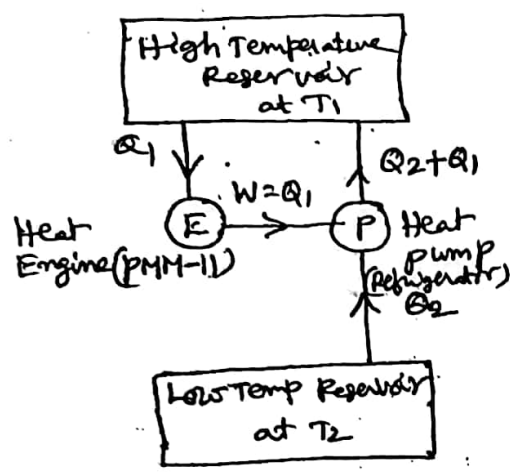 High Temperature
Reservoir
at T1
Q1
W=Q1
Q2+Q1
E
P
Heat
Engine(PMM-II)
Heat
pump
(Refrigerator)
Q2
Low Temp Reservoir
at T2